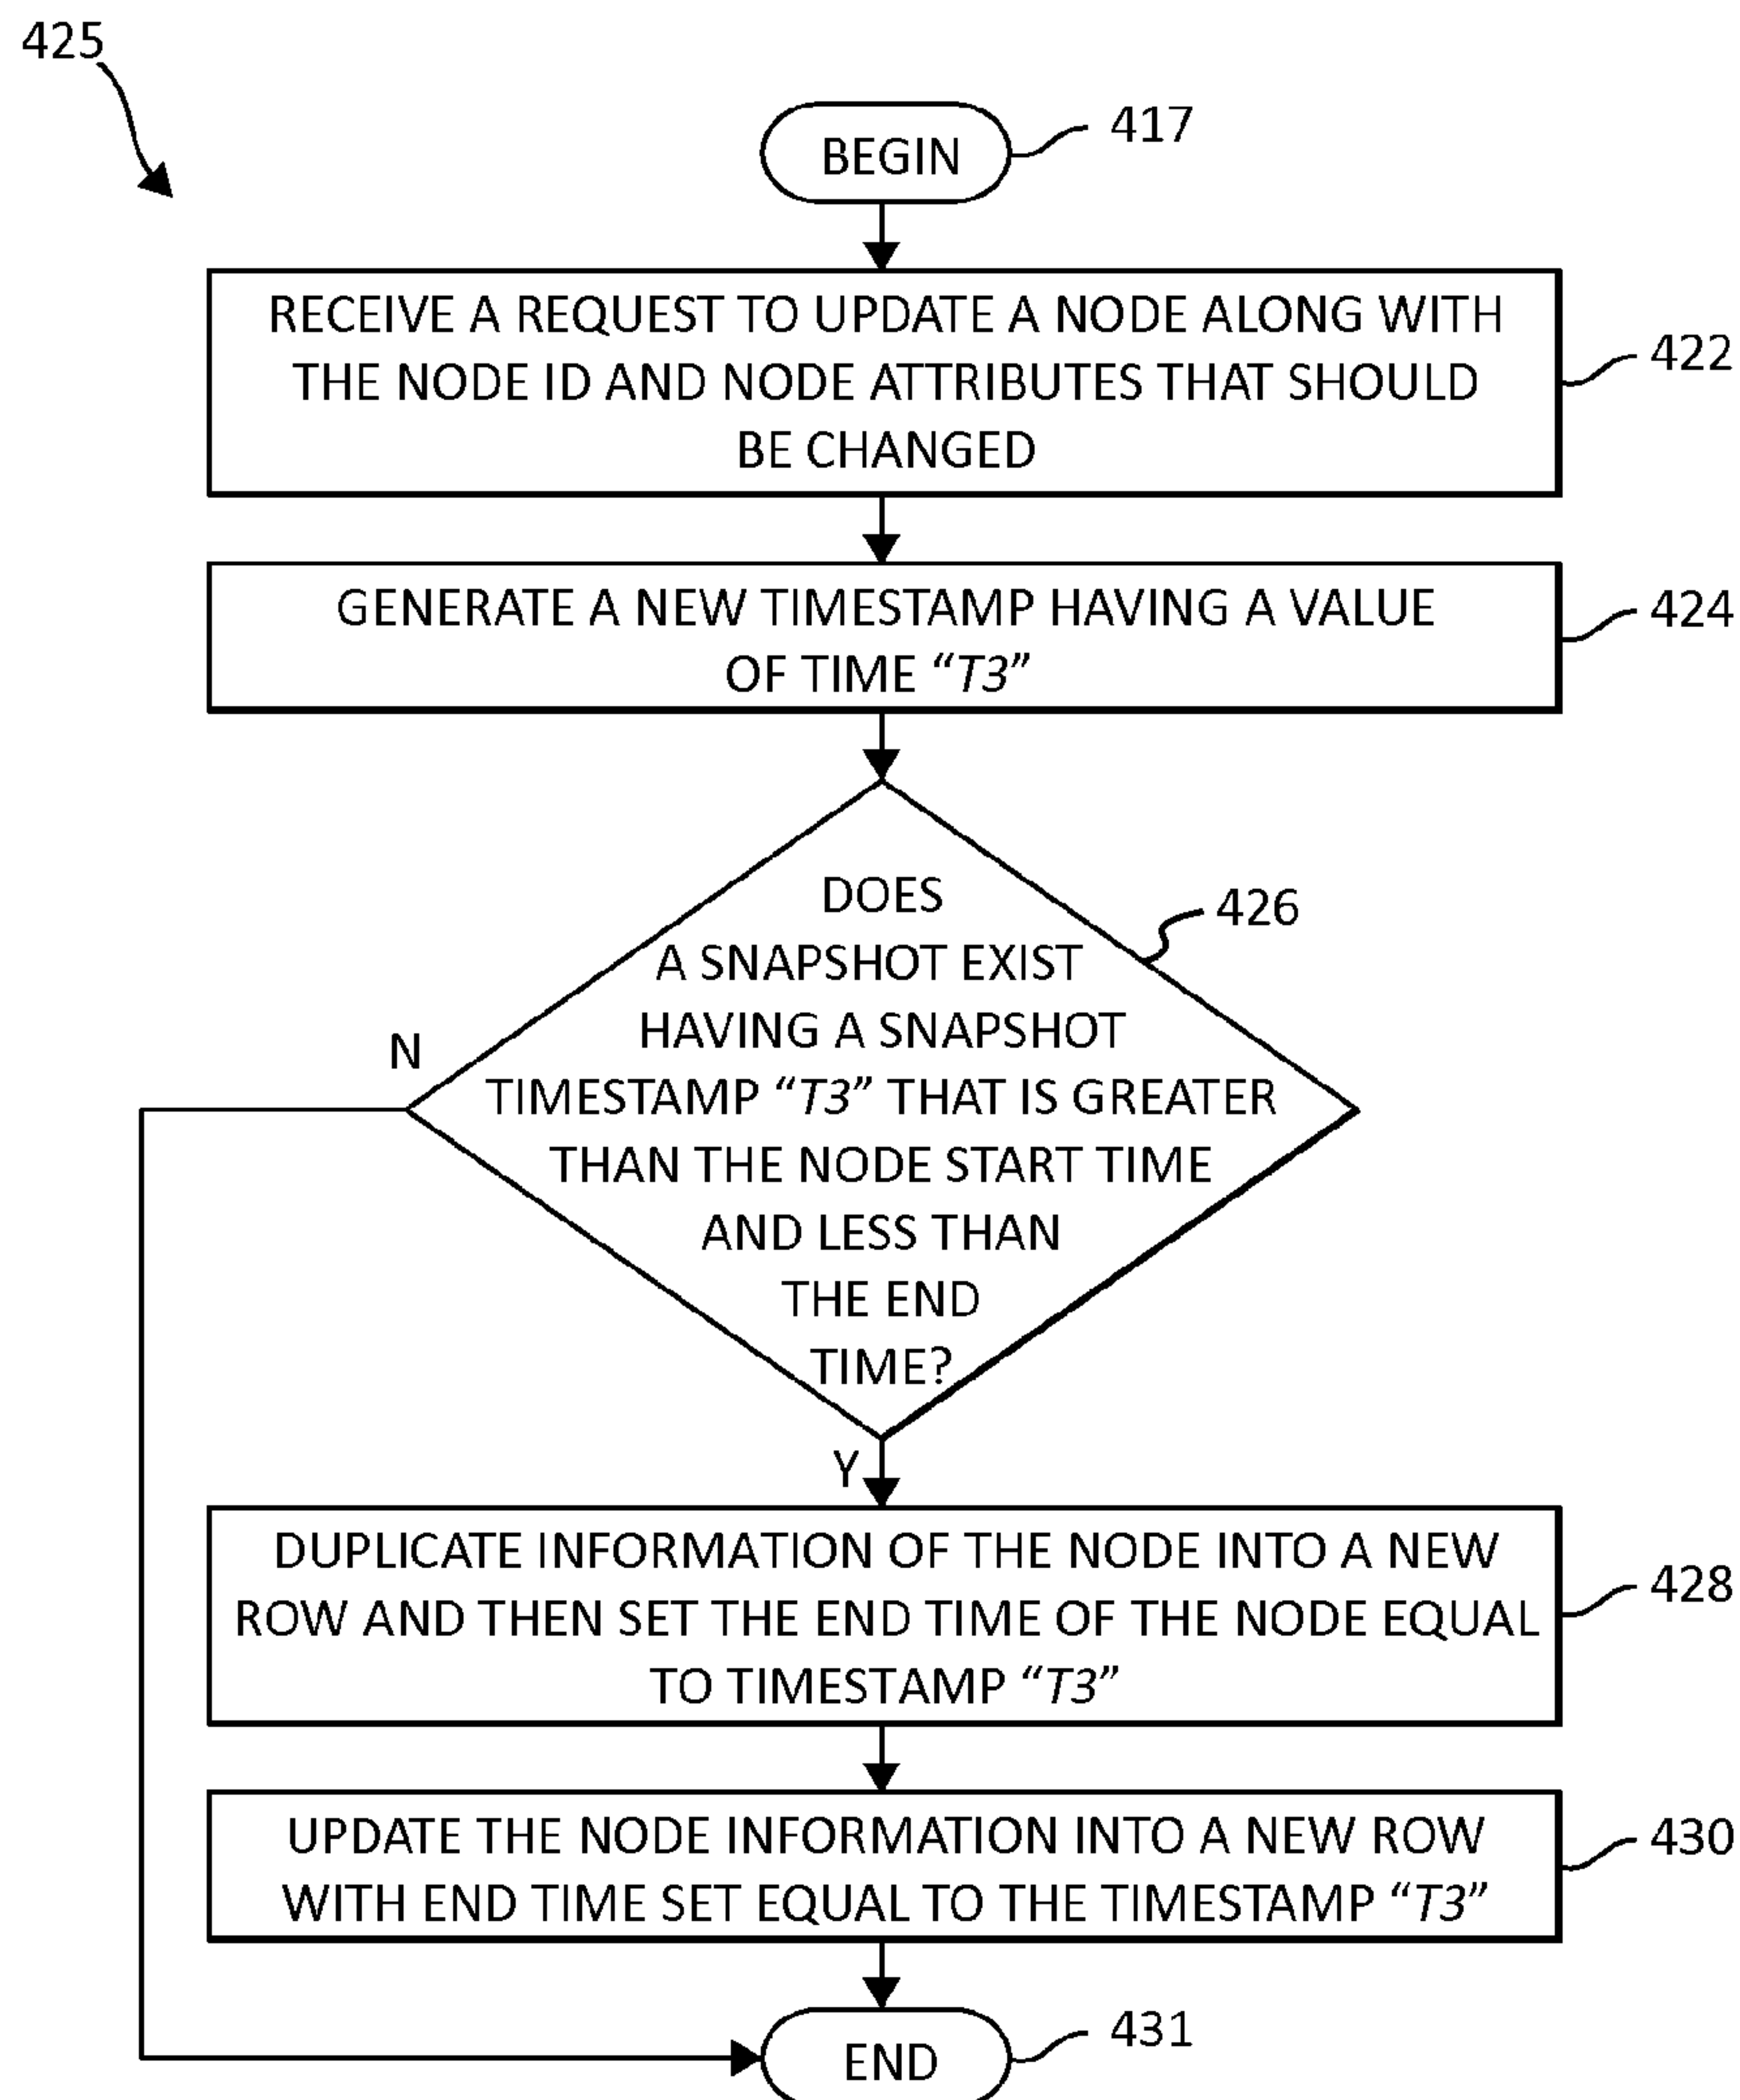 425
BEGIN
417
RECEIVE A REQUEST TO UPDATE A NODE ALONG WITH
THE NODE ID AND NODE ATTRIBUTES THAT SHOULD
BE CHANGED
422
GENERATE A NEW TIMESTAMP HAVING A VALUE
OF TIME “T3”
424
DOES
A SNAPSHOT EXIST
HAVING A SNAPSHOT
TIMESTAMP “T3” THAT IS GREATER
THAN THE NODE START TIME
AND LESS THAN
THE END
TIME?
426
N
Y
DUPLICATE INFORMATION OF THE NODE INTO A NEW
ROW AND THEN SET THE END TIME OF THE NODE EQUAL
TO TIMESTAMP “T3”
428
UPDATE THE NODE INFORMATION INTO A NEW ROW
WITH END TIME SET EQUAL TO THE TIMESTAMP “T3”
430
END
431